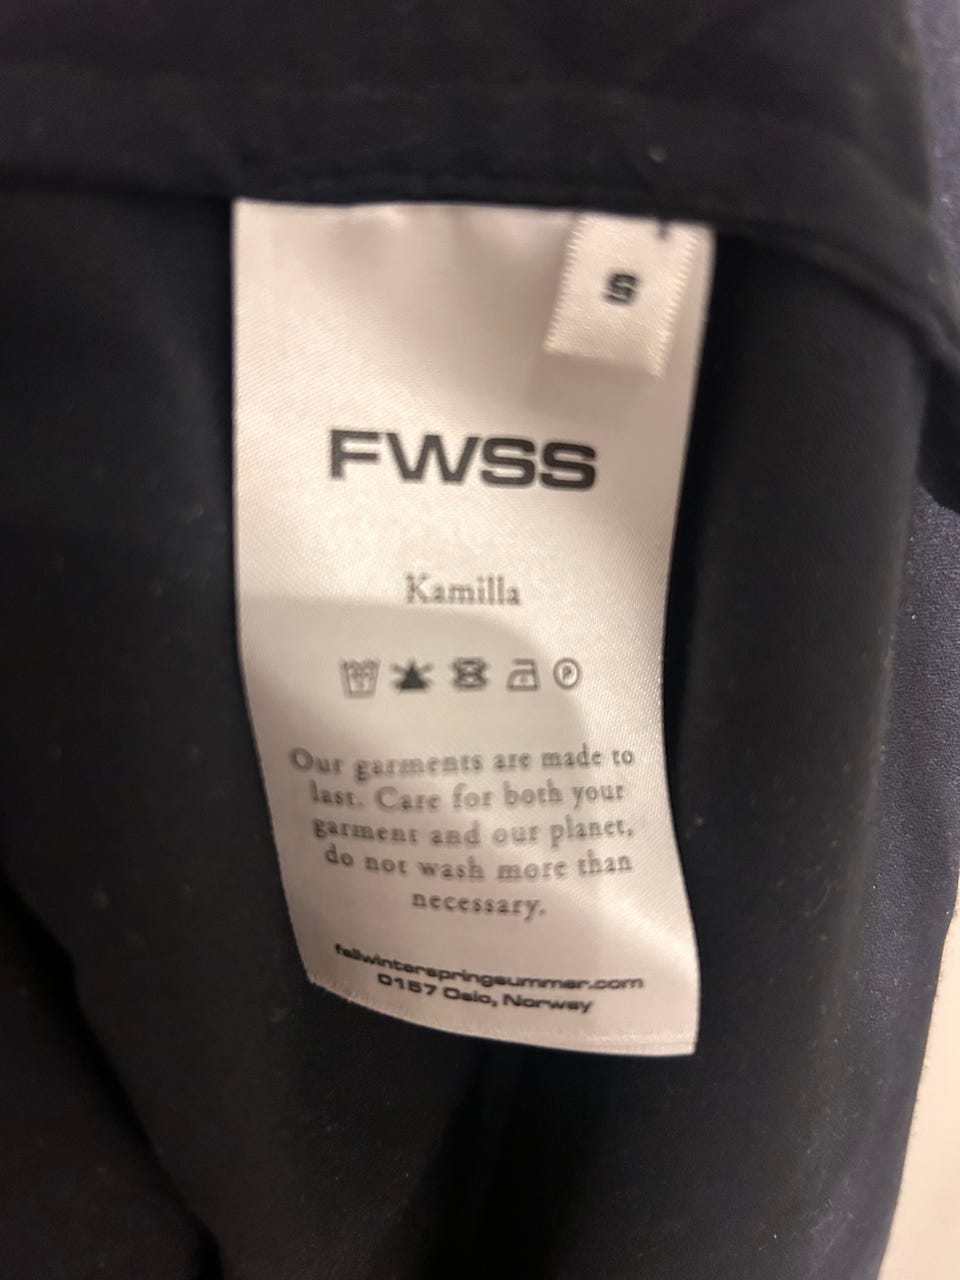 S
FWSS
Kamilla
P
Our garments are made to
last. Care for both your
garment and our planet,
do not wash more than
necessary.
fallwinterspringsummer.com
0157 Oslo, Norway